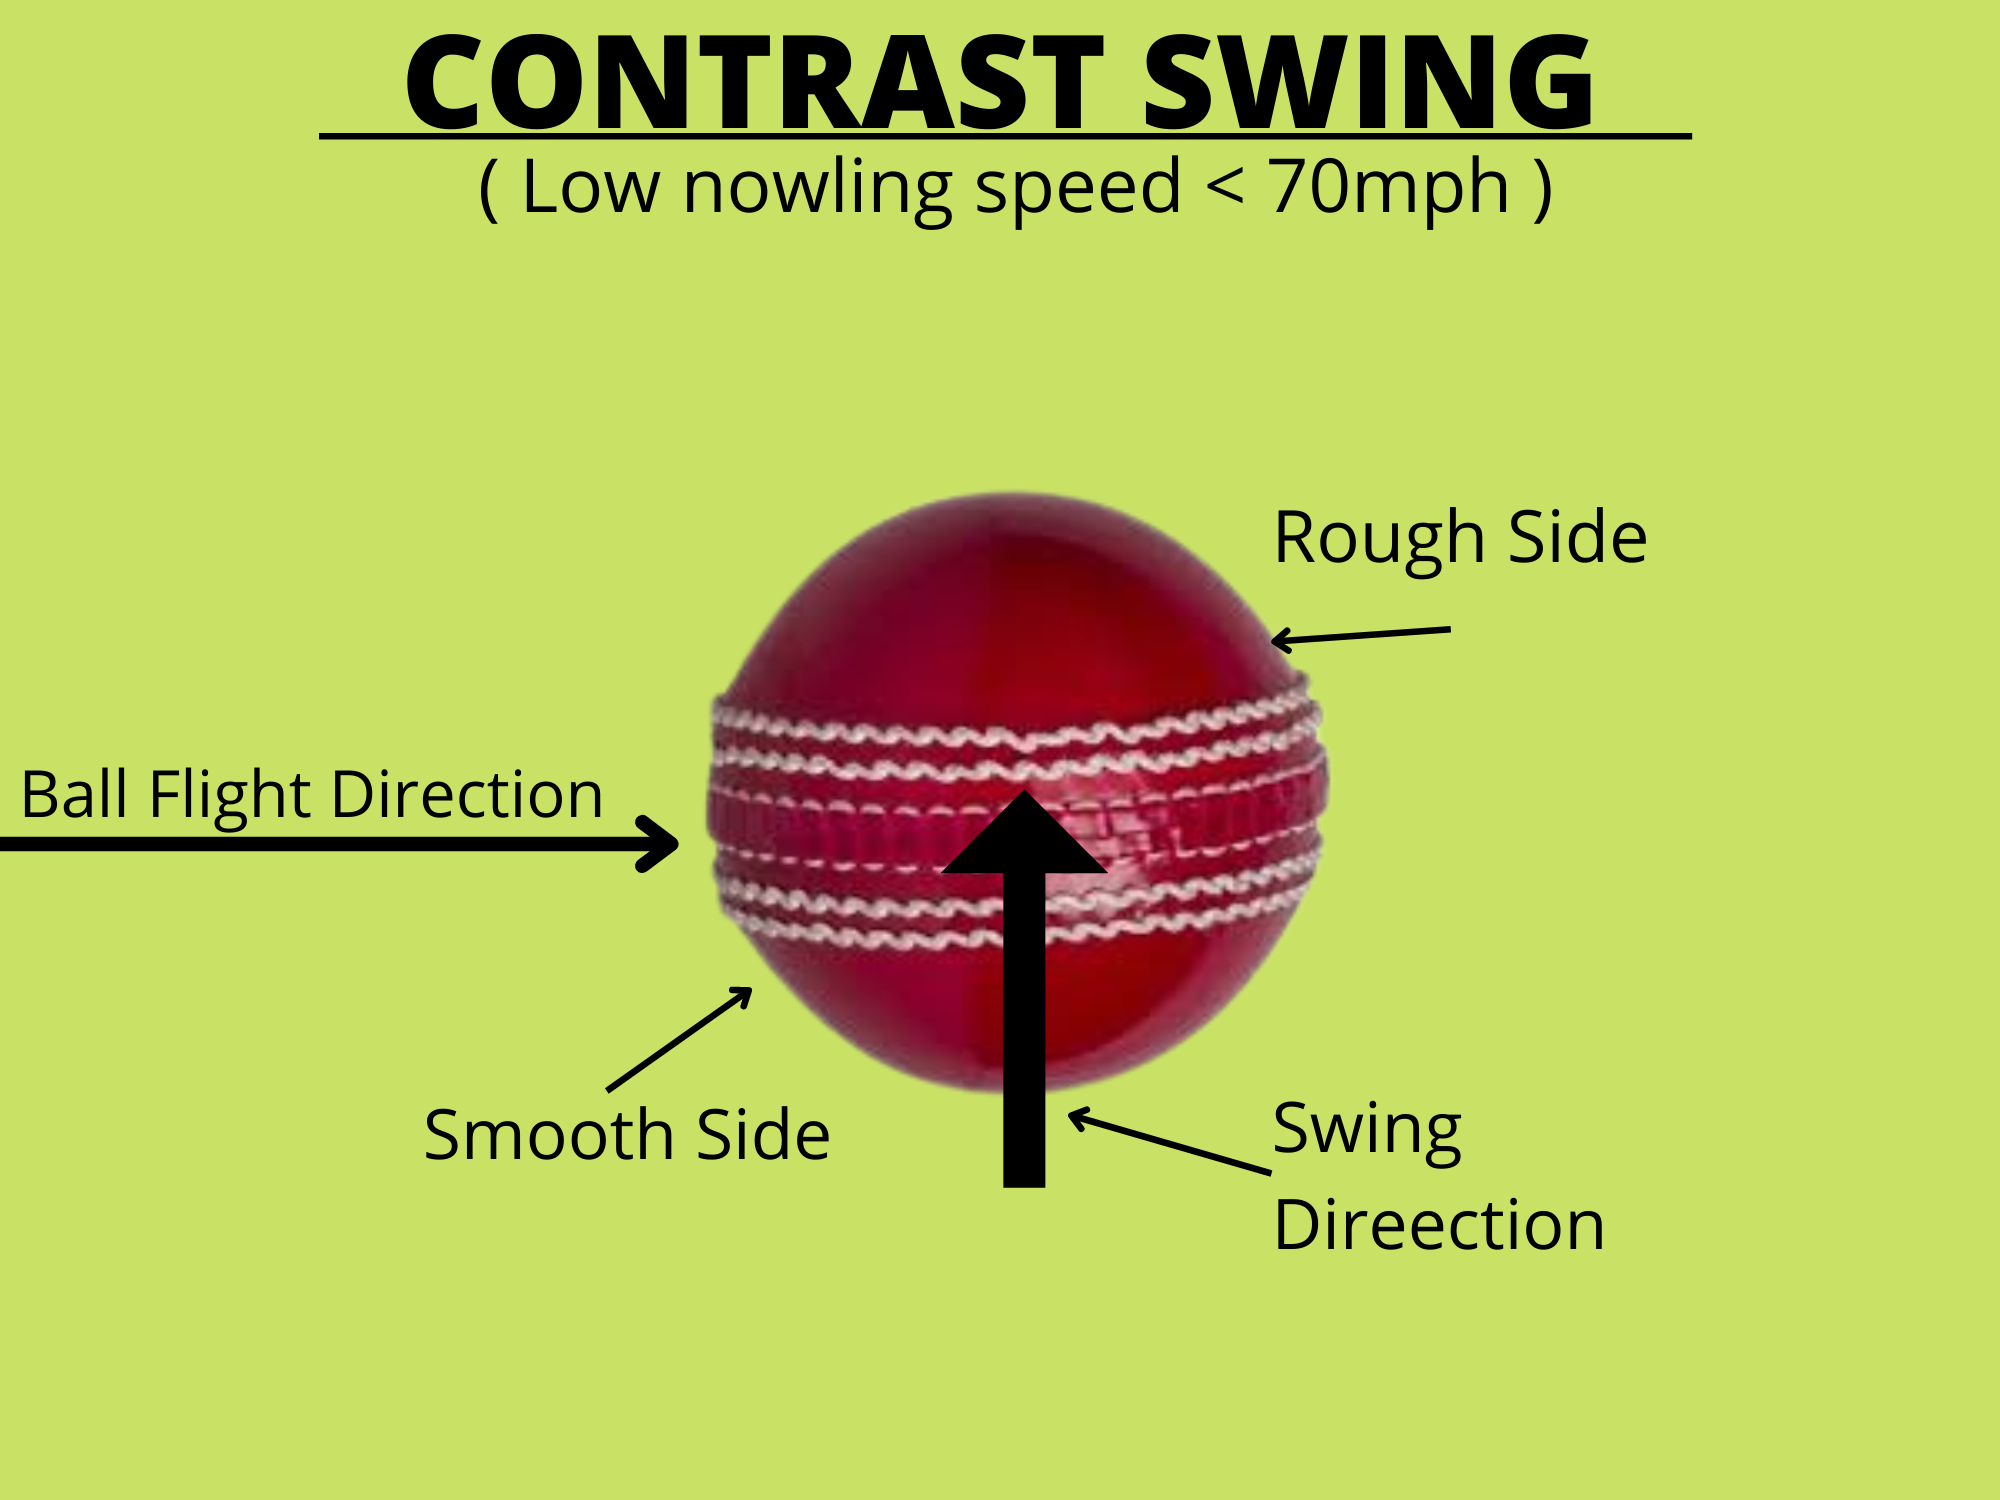 CONTRAST SWING
( Low nowling speed < 70mph )
Rough Side
Ball Flight Direction
Smooth Side
Swing
Direection